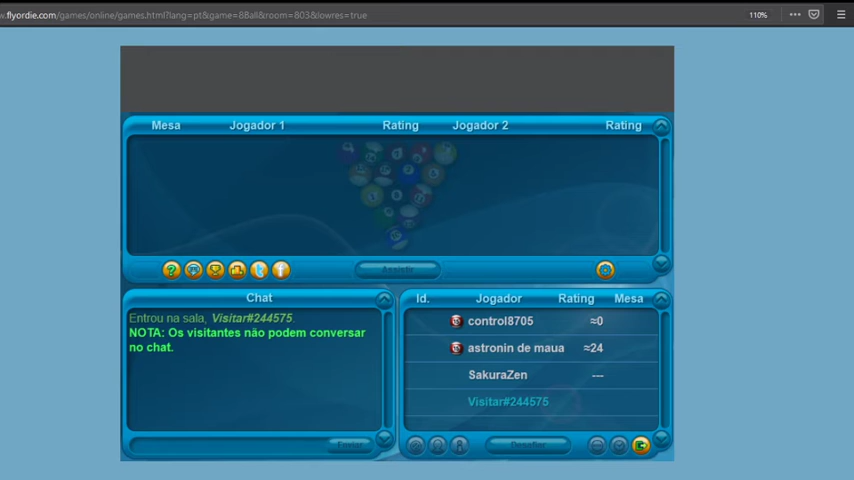 .flyordie.com/games/online/games.html?lang=pt&game=88all&room=803&lowres=true
110%
Mesa Jogador 1 Rating Jogador 2 Rating
Assistir
Chat
Entrou na sala, Visitar#244575
NOTA: Os visitantes não podem conversar
no chat.
Enviar
Id. Jogador Rating Mesa
control8705 ≈0
astronin de maua ≈24
SakuraZen ---
Visitar#244575
Desafiar